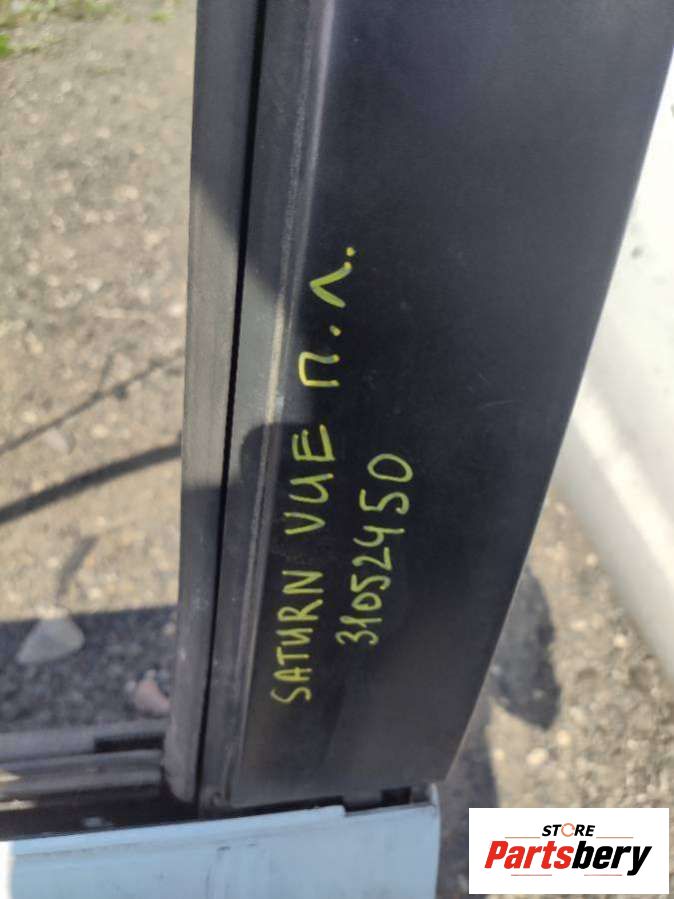 SATURN VUE п.л.
31052450
STORE
Partsbery